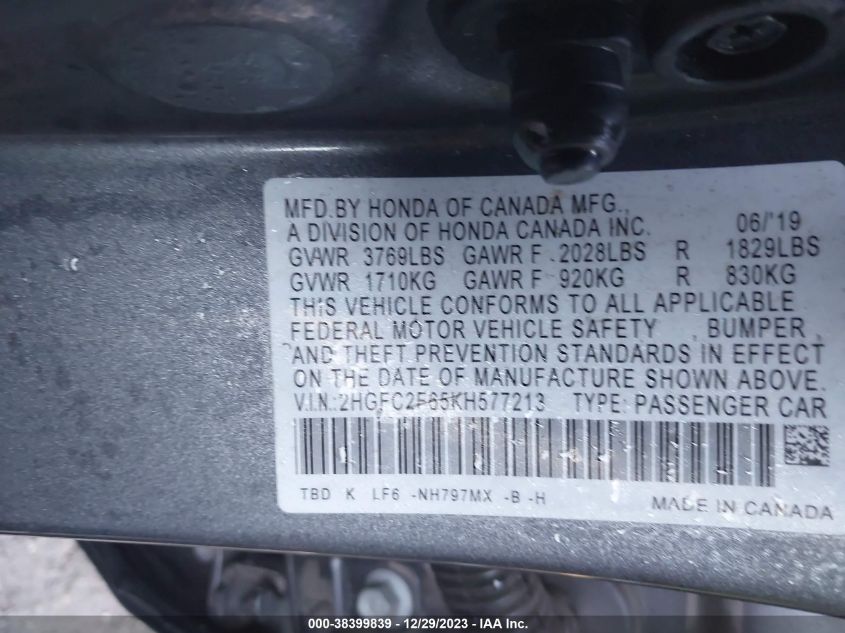 MFD.BY HONDA OF CANADA MFG.,
A DIVISION OF HONDA CANADA INC. 06/'19
GVWR 3769LBS GAWR F 2028LBS R 1829LBS
GVWR 1710KG GAWR F 920KG R 830KG
THIS VEHICLE CONFORMS TO ALL APPLICABLE
FEDERAL MOTOR VEHICLE SAFETY , BUMPER ,
AND THEFT PREVENTION STANDARDS IN EFFECT
ON THE DATE OF MANUFACTURE SHOWN ABOVE.
V.I.N.:2HGFC2F65KH577213 TYPE: PASSENGER CAR
TBD K LF6 -NH797MX -B -H MADE IN CANADA
000-38399839 - 12/29/2023 - IAA Inc.